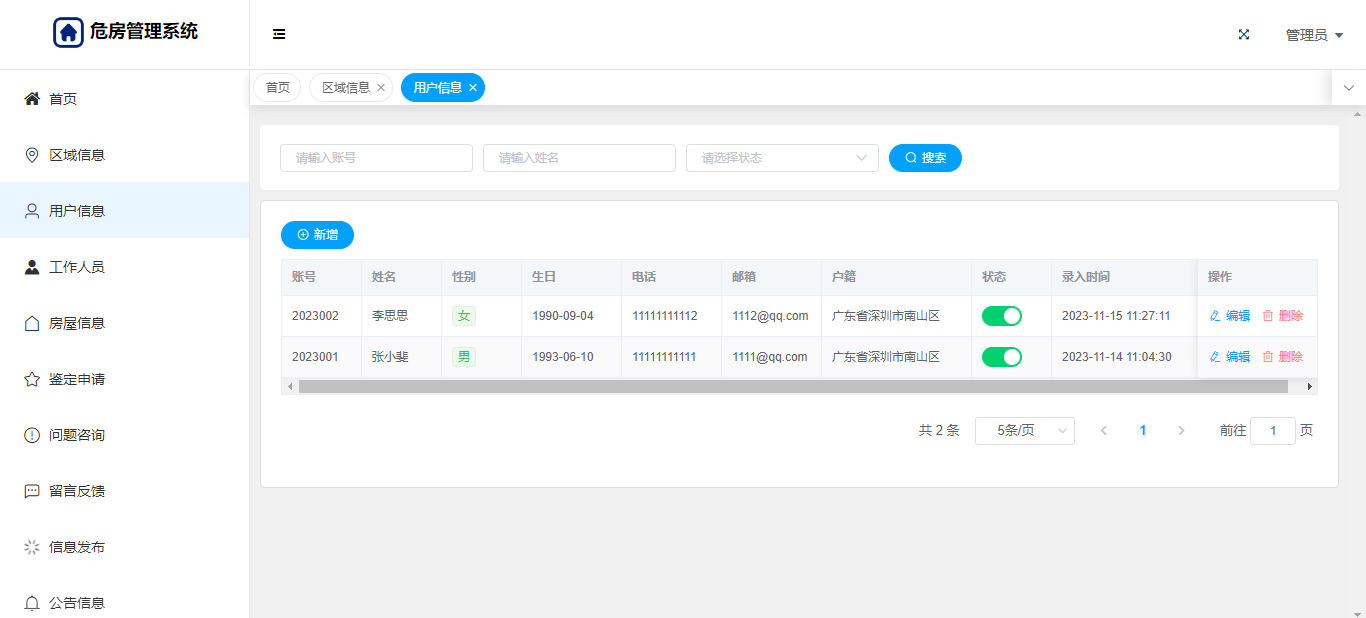 危房管理系统
管理员
首页
区域信息
用户信息
工作人员
房屋信息
鉴定申请
问题咨询
留言反馈
信息发布
公告信息
首页 区域信息 用户信息
请输入账号 请输入姓名 请选择状态 搜索
新增
账号 姓名 性别 生日 电话 邮箱 户籍 状态 录入时间 操作
2023002 李思思 女 1990-09-04 11111111112 1112@qq.com 广东省深圳市南山区 2023-11-15 11:27:11 编辑 删除
2023001 张小斐 男 1993-06-10 11111111111 1111@qq.com 广东省深圳市南山区 2023-11-14 11:04:30 编辑 删除
共 2 条 5条/页 1 前往 1 页